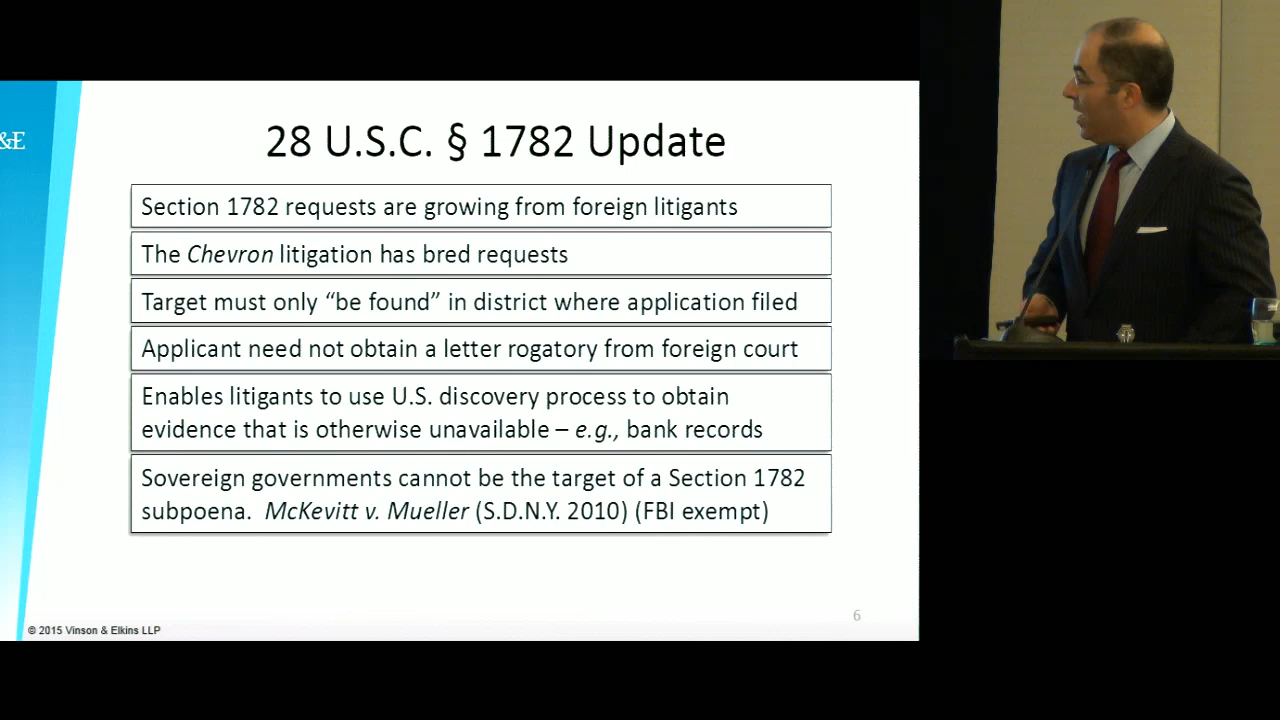 &E
28 U.S.C. § 1782 Update
Section 1782 requests are growing from foreign litigants
The Chevron litigation has bred requests
Target must only “be found” in district where application filed
Applicant need not obtain a letter rogatory from foreign court
Enables litigants to use U.S. discovery process to obtain
evidence that is otherwise unavailable – e.g., bank records
Sovereign governments cannot be the target of a Section 1782
subpoena.  McKevitt v. Mueller (S.D.N.Y. 2010) (FBI exempt)
6
© 2015 Vinson & Elkins LLP